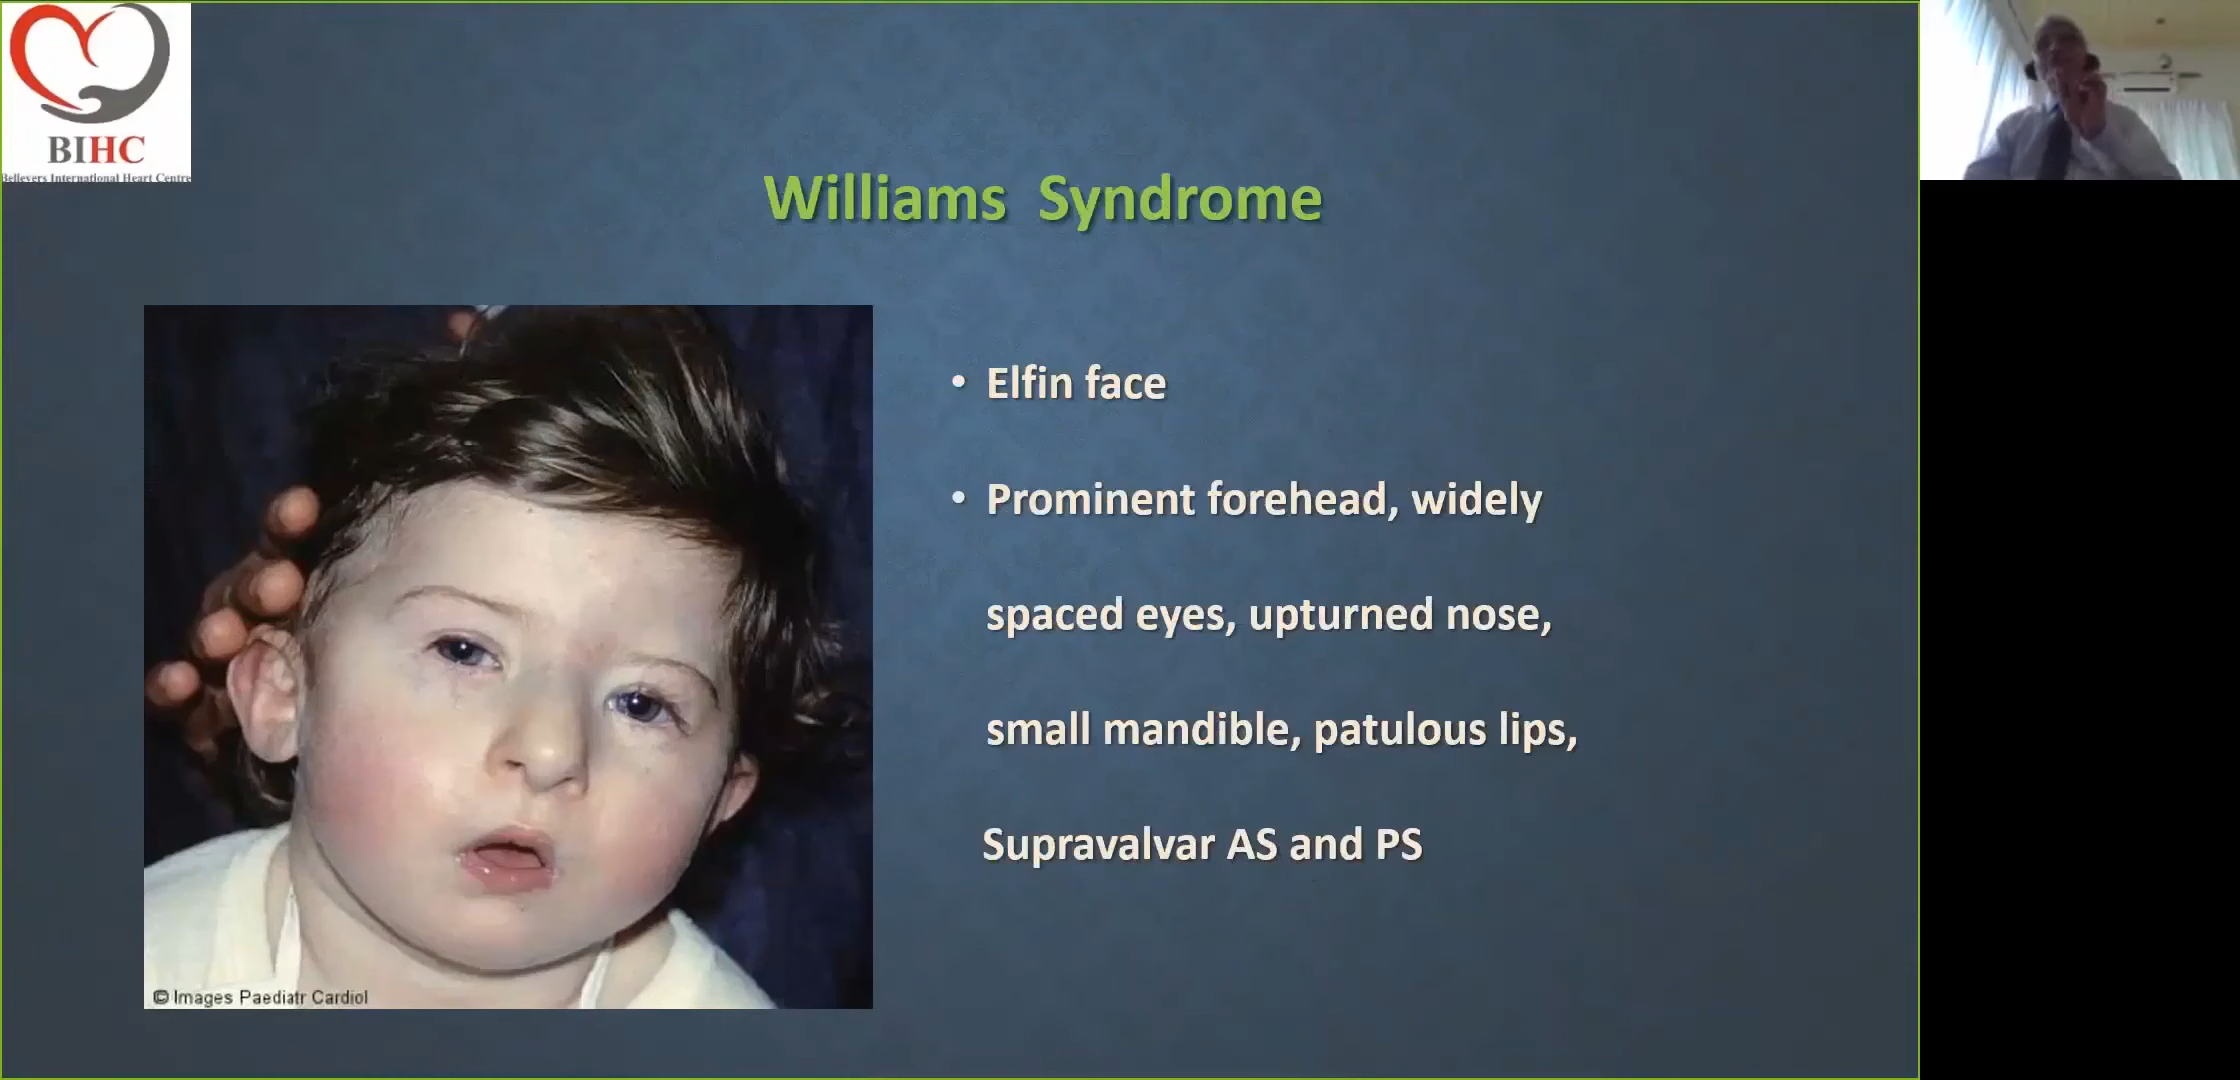 BIHC
Believers International Heart Centre
Williams Syndrome
• Elfin face
• Prominent forehead, widely
spaced eyes, upturned nose,
small mandible, patulous lips,
Supravalvar AS and PS
© Images Paediatr Cardiol